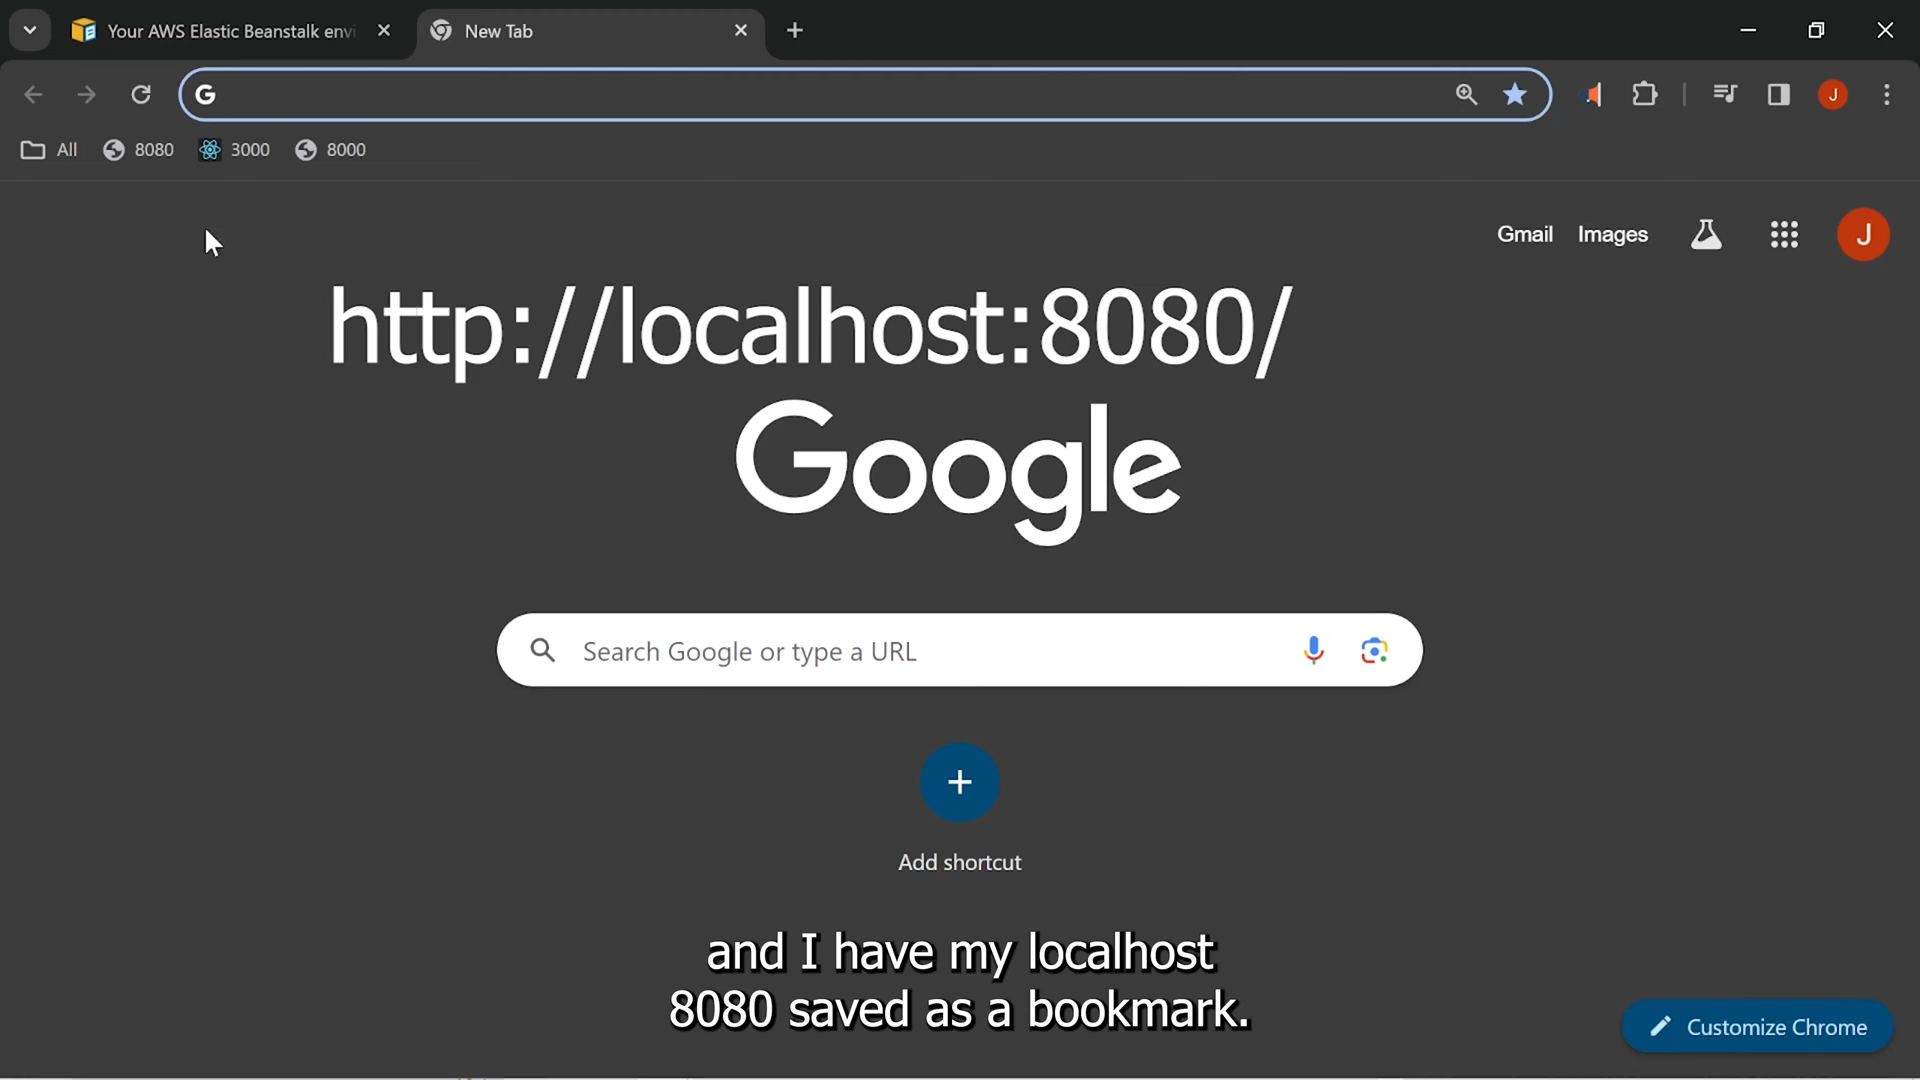 Your AWS Elastic Beanstalk envi
New Tab
All
8080
3000
8000
J
Gmail
Images
J
http://localhost:8080/
Google
Search Google or type a URL
Add shortcut
and I have my localhost
8080 saved as a bookmark.
Customize Chrome